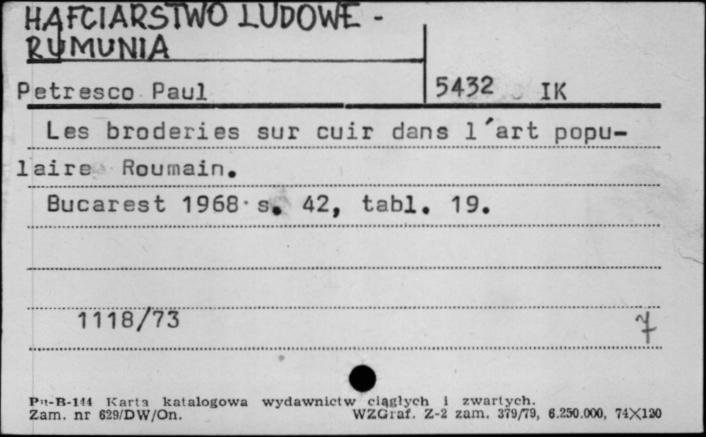 HAFCIARSTWO LUDOWE -
RUMUNIA
Petresco Paul 5432 IK
Les broderies sur cuir dans l'art popu-
laire Roumain.
Bucarest 1968 s. 42, tabl. 19.
1118/73 7
Pu-B-144 Karta katalogowa wydawnictw ciągłych i zwartych.
Zam. nr 629/DW/On. WZGraf. Z-2 zam. 379/79, 6.250.000, 74X120